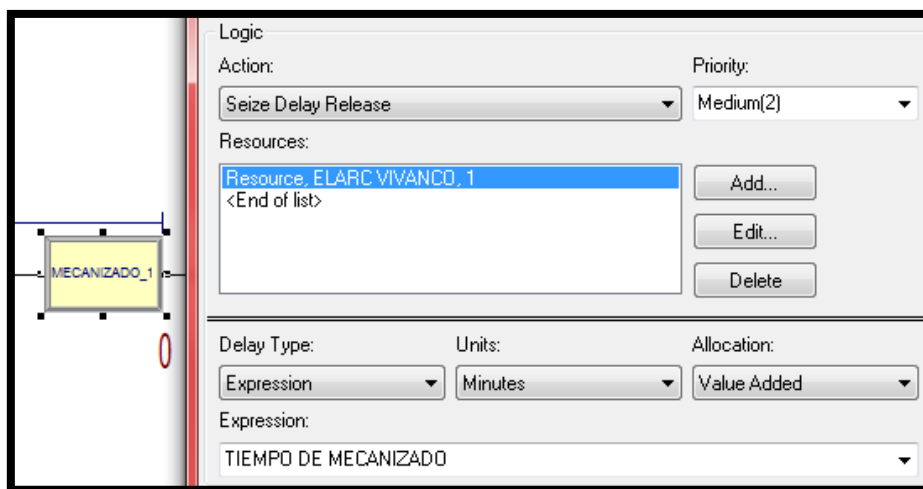 Logic
Action:
Priority:
Seize Delay Release
Medium(2)
Resources:
Resource, ELARC VIVANCO, 1
<End of list>
Add...
Edit...
Delete
MECANIZADO_1
0
Delay Type:
Units:
Allocation:
Expression
Minutes
Value Added
Expression:
TIEMPO DE MECANIZADO